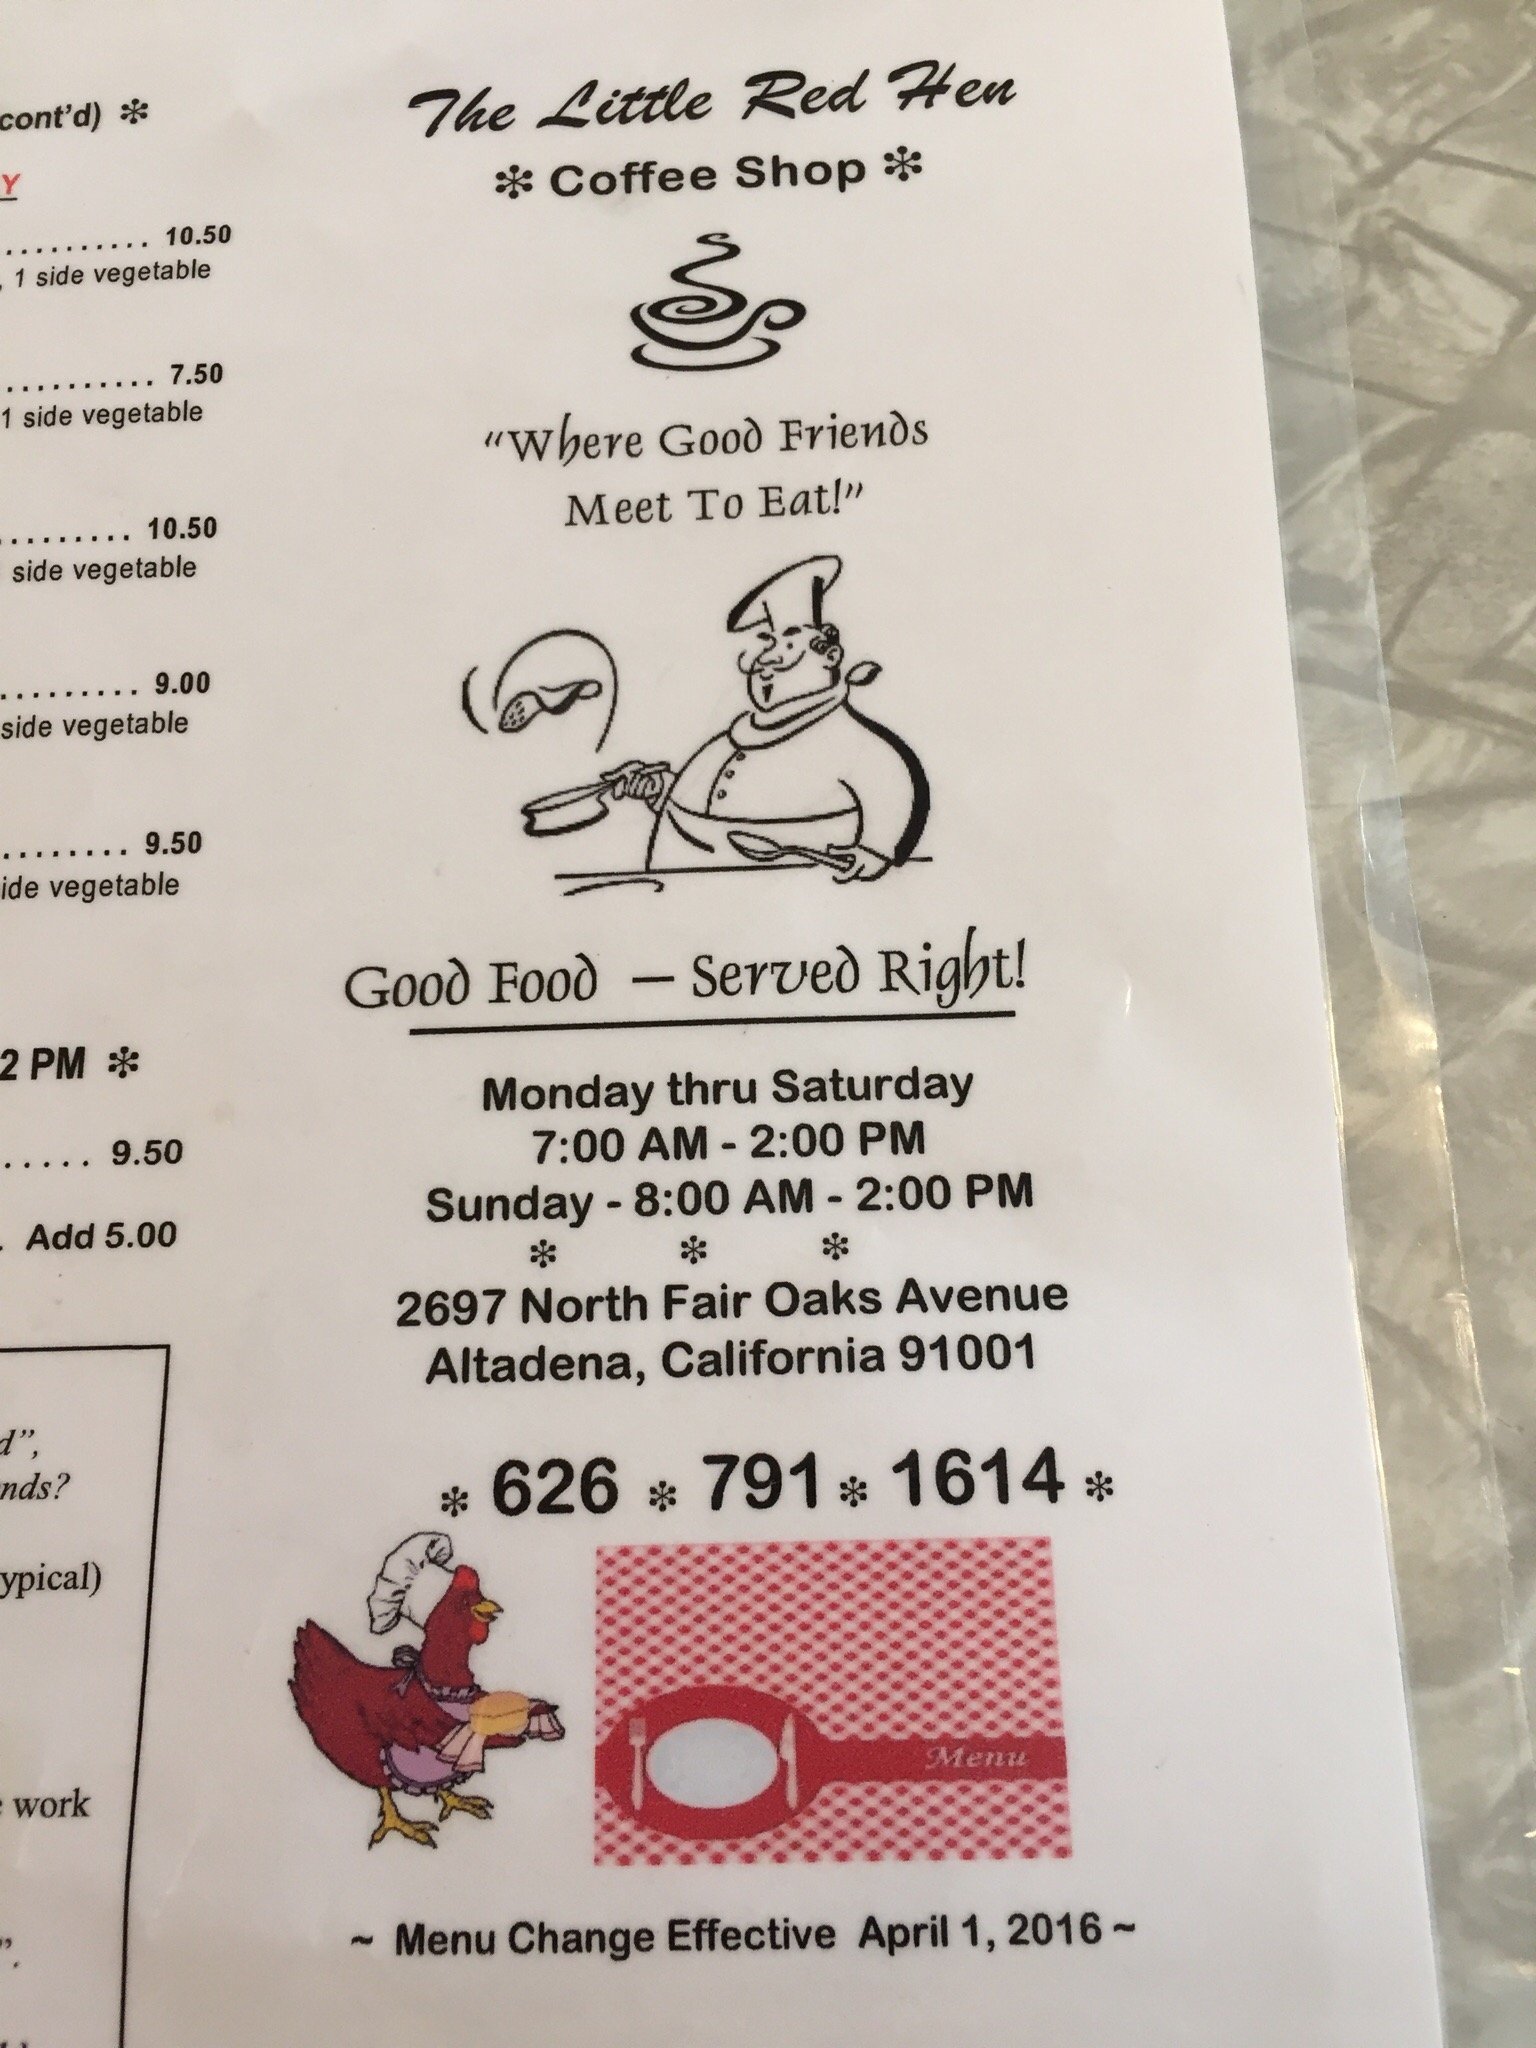 cont'd) ✻
Y
.......... 10.50
, 1 side vegetable
.......... 7.50
1 side vegetable
......... 10.50
side vegetable
......... 9.00
side vegetable
........ 9.50
ide vegetable
2 PM ✻
..... 9.50
. Add 5.00
d”,
nds?
ypical)
work
”.
The Little Red Hen
✻ Coffee Shop ✻
“Where Good Friends
Meet To Eat!”
Good Food – Served Right!
Monday thru Saturday
7:00 AM - 2:00 PM
Sunday - 8:00 AM - 2:00 PM
✻ ✻ ✻
2697 North Fair Oaks Avenue
Altadena, California 91001
✻ 626 ✻ 791 ✻ 1614 ✻
Menu
~ Menu Change Effective April 1, 2016 ~